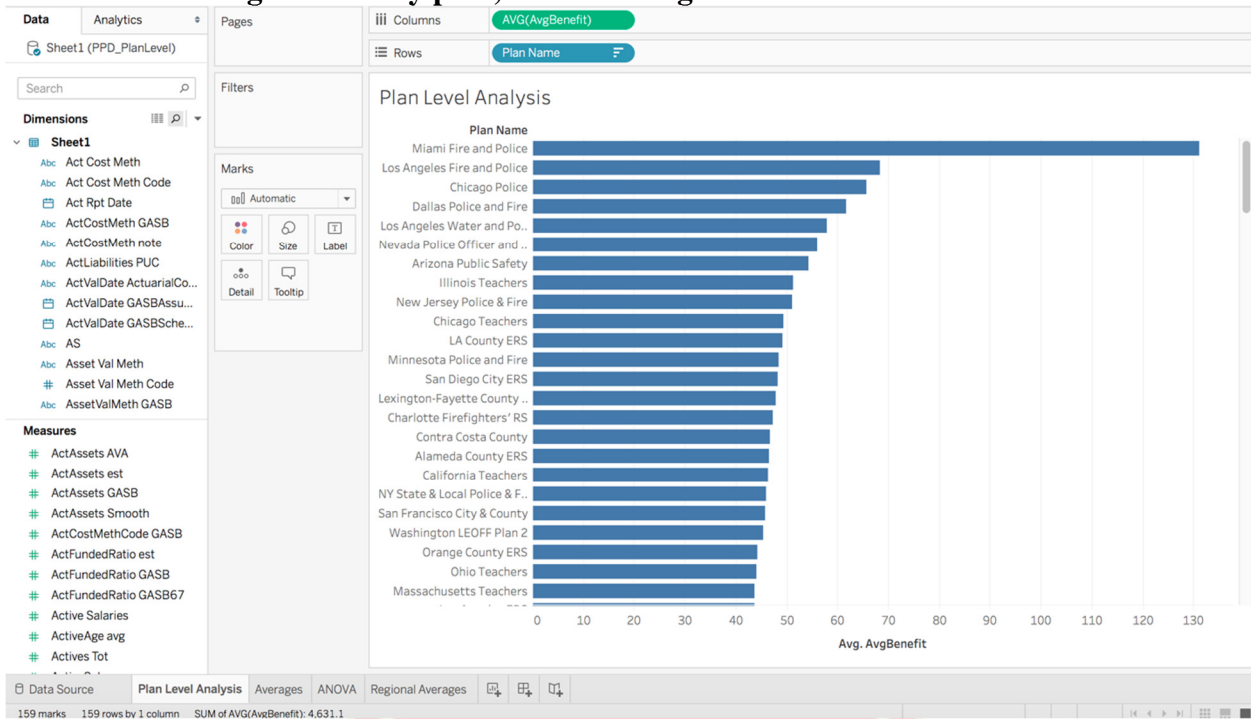 Data
Analytics
Sheet1 (PPD_PlanLevel)
Search
Dimensions
Sheet1
Abc Act Cost Meth
Abc Act Cost Meth Code
Act Rpt Date
Abc ActCostMeth GASB
Abc ActCostMeth note
Abc ActLiabilities PUC
Abc ActValDate ActuarialCo...
ActValDate GASBAssu...
ActValDate GASBSche...
Abc AS
Abc Asset Val Meth
# Asset Val Meth Code
Abc AssetValMeth GASB
Measures
# ActAssets AVA
# ActAssets est
# ActAssets GASB
# ActAssets Smooth
# ActCostMethCode GASB
# ActFundedRatio est
# ActFundedRatio GASB
# ActFundedRatio GASB67
# Active Salaries
# ActiveAge avg
# Actives Tot
Pages
Filters
Marks
Automatic
Color Size Label
Detail Tooltip
iii Columns AVG(AvgBenefit)
Rows Plan Name
Plan Level Analysis
Plan Name
Miami Fire and Police
Los Angeles Fire and Police
Chicago Police
Dallas Police and Fire
Los Angeles Water and Po..
Nevada Police Officer and ..
Arizona Public Safety
Illinois Teachers
New Jersey Police & Fire
Chicago Teachers
LA County ERS
Minnesota Police and Fire
San Diego City ERS
Lexington-Fayette County ..
Charlotte Firefighters' RS
Contra Costa County
Alameda County ERS
California Teachers
NY State & Local Police & F..
San Francisco City & County
Washington LEOFF Plan 2
Orange County ERS
Ohio Teachers
Massachusetts Teachers
0 10 20 30 40 50 60 70 80 90 100 110 120 130
Avg. AvgBenefit
Data Source Plan Level Analysis Averages ANOVA Regional Averages
159 marks 159 rows by 1 column SUM of AVG(AvgBenefit): 4,631.1